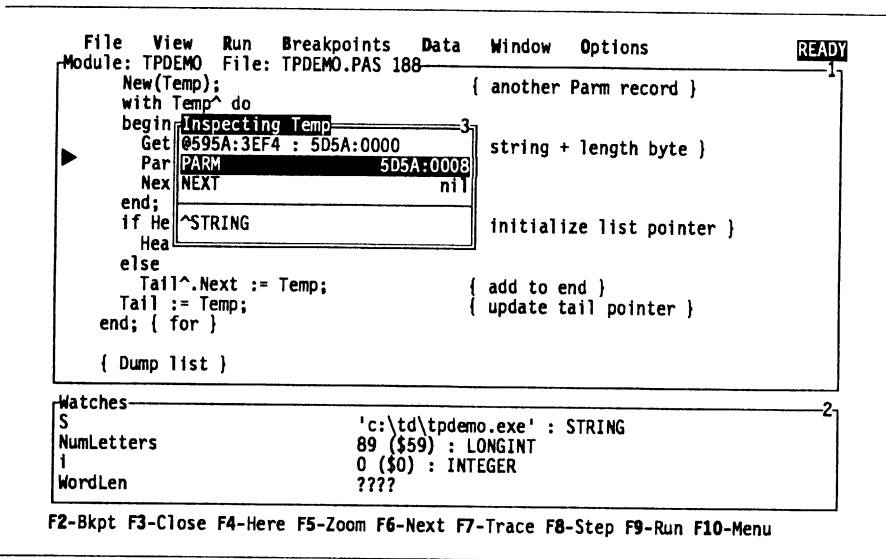 File View Run Breakpoints Data Window Options READY
Module: TPDEMO File: TPDEMO.PAS 188 1
New(Temp); { another Parm record }
with Temp^ do
begin Inspecting Temp 3
Get @595A:3EF4 : 5D5A:0000 string + length byte }
Par PARM 5D5A:0008
Nex NEXT nil
end;
if He ^STRING initialize list pointer }
Hea
else
Tail^.Next := Temp; { add to end }
Tail := Temp; { update tail pointer }
end; { for }
{ Dump list }
Watches 2
S 'c:\td\tpdemo.exe' : STRING
NumLetters 89 ($59) : LONGINT
i 0 ($0) : INTEGER
WordLen ????
F2-Bkpt F3-Close F4-Here F5-Zoom F6-Next F7-Trace F8-Step F9-Run F10-Menu